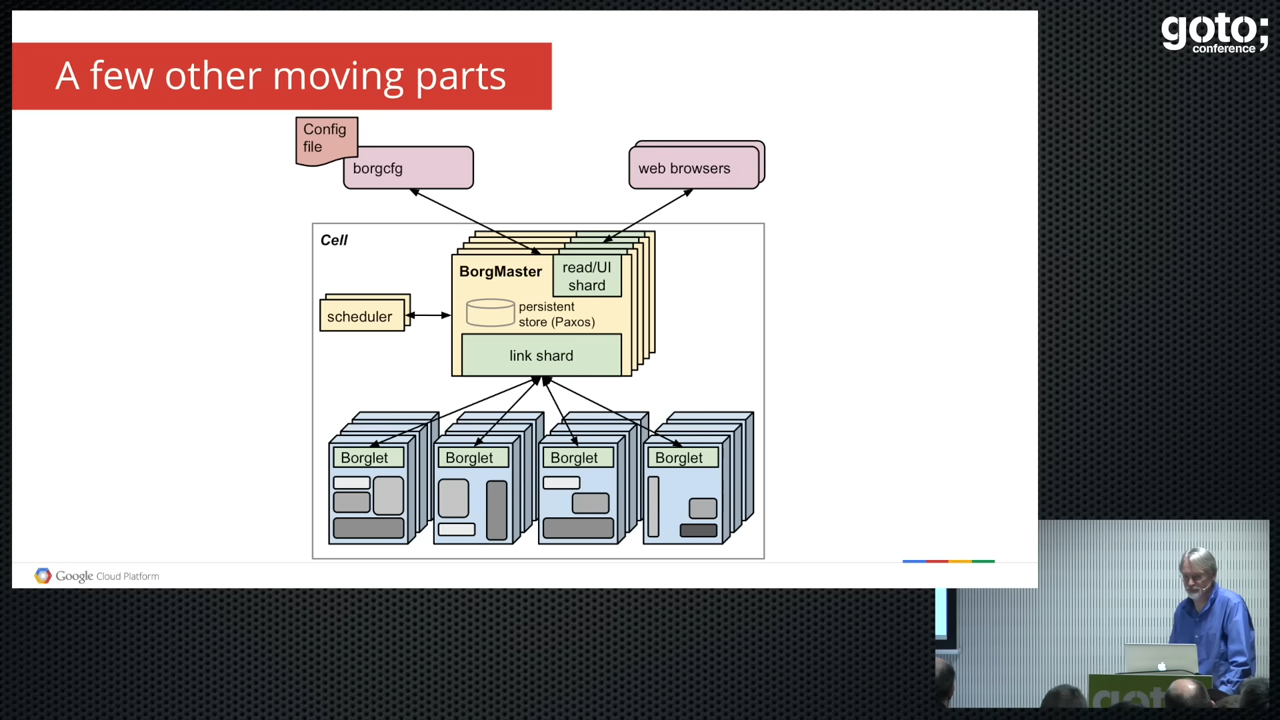 goto;
conference
A few other moving parts
Config
file
borgcfg
web browsers
Cell
BorgMaster
read/UI
shard
scheduler
persistent
store (Paxos)
link shard
Borglet
Borglet
Borglet
Borglet
Google Cloud Platform
goto